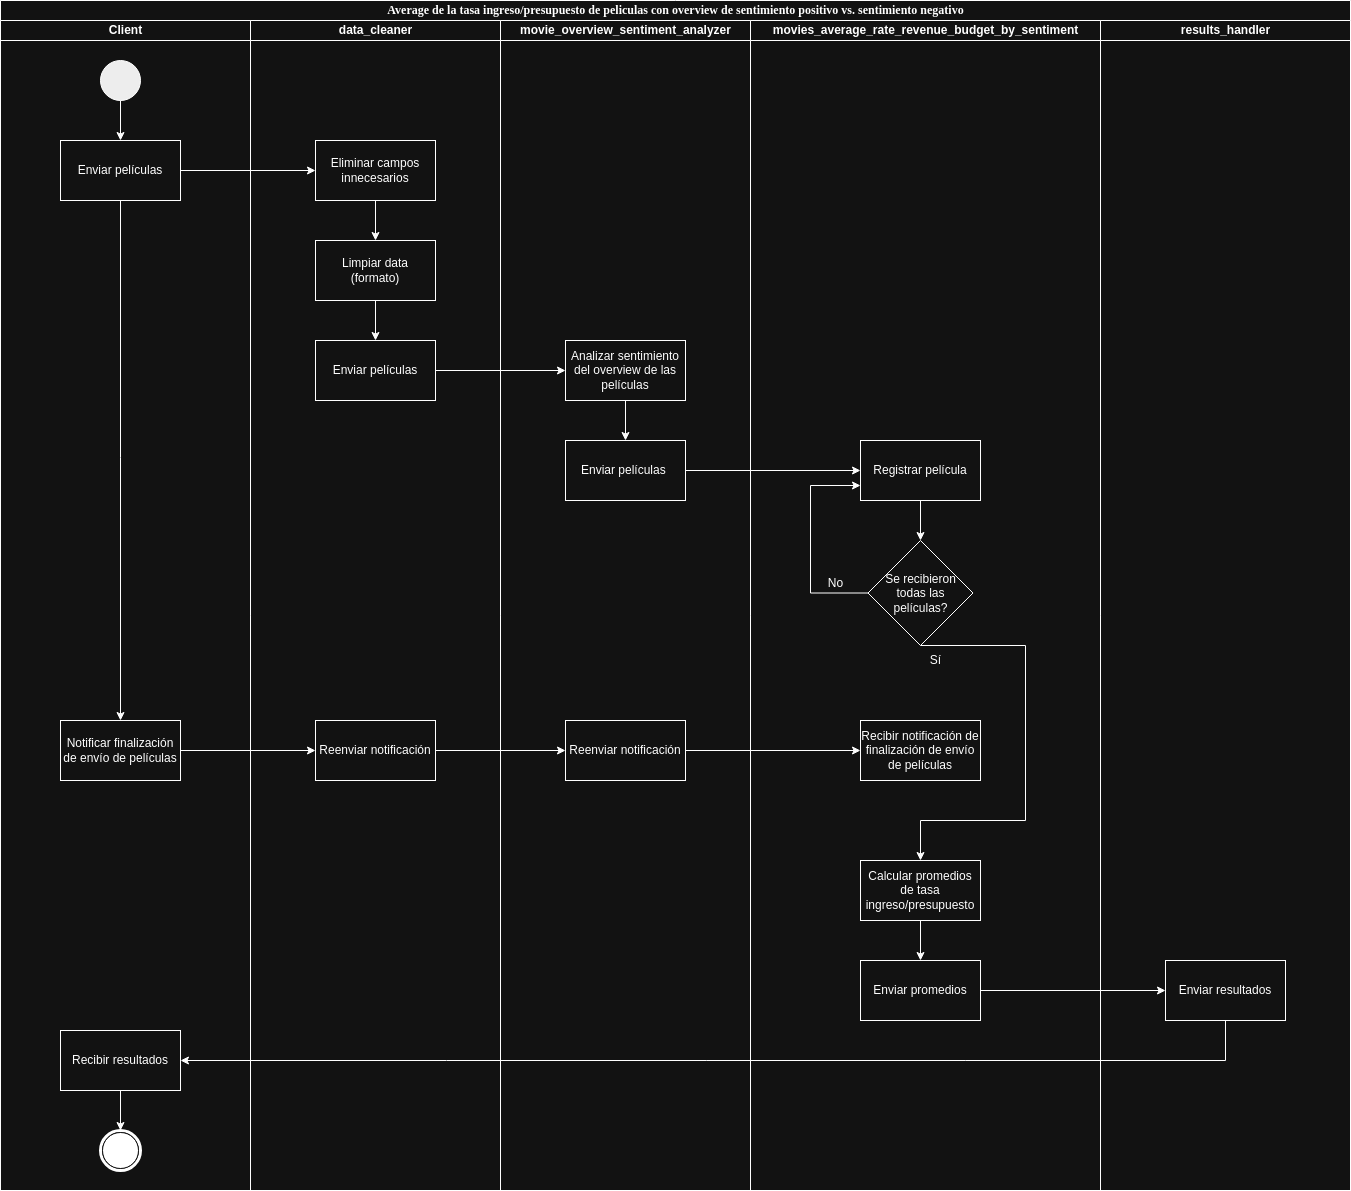 Average de la tasa ingreso/presupuesto de peliculas con overview de sentimiento positivo vs. sentimiento negativo
Client
data_cleaner
movie_overview_sentiment_analyzer
movies_average_rate_revenue_budget_by_sentiment
results_handler
Enviar películas
Eliminar campos
innecesarios
Limpiar data
(formato)
Enviar películas
Analizar sentimiento
del overview de las
películas
Enviar películas
Registrar película
Se recibieron
todas las
películas?
No
Sí
Notificar finalización
de envío de películas
Reenviar notificación
Reenviar notificación
Recibir notificación de
finalización de envío
de películas
Calcular promedios
de tasa
ingreso/presupuesto
Enviar promedios
Enviar resultados
Recibir resultados